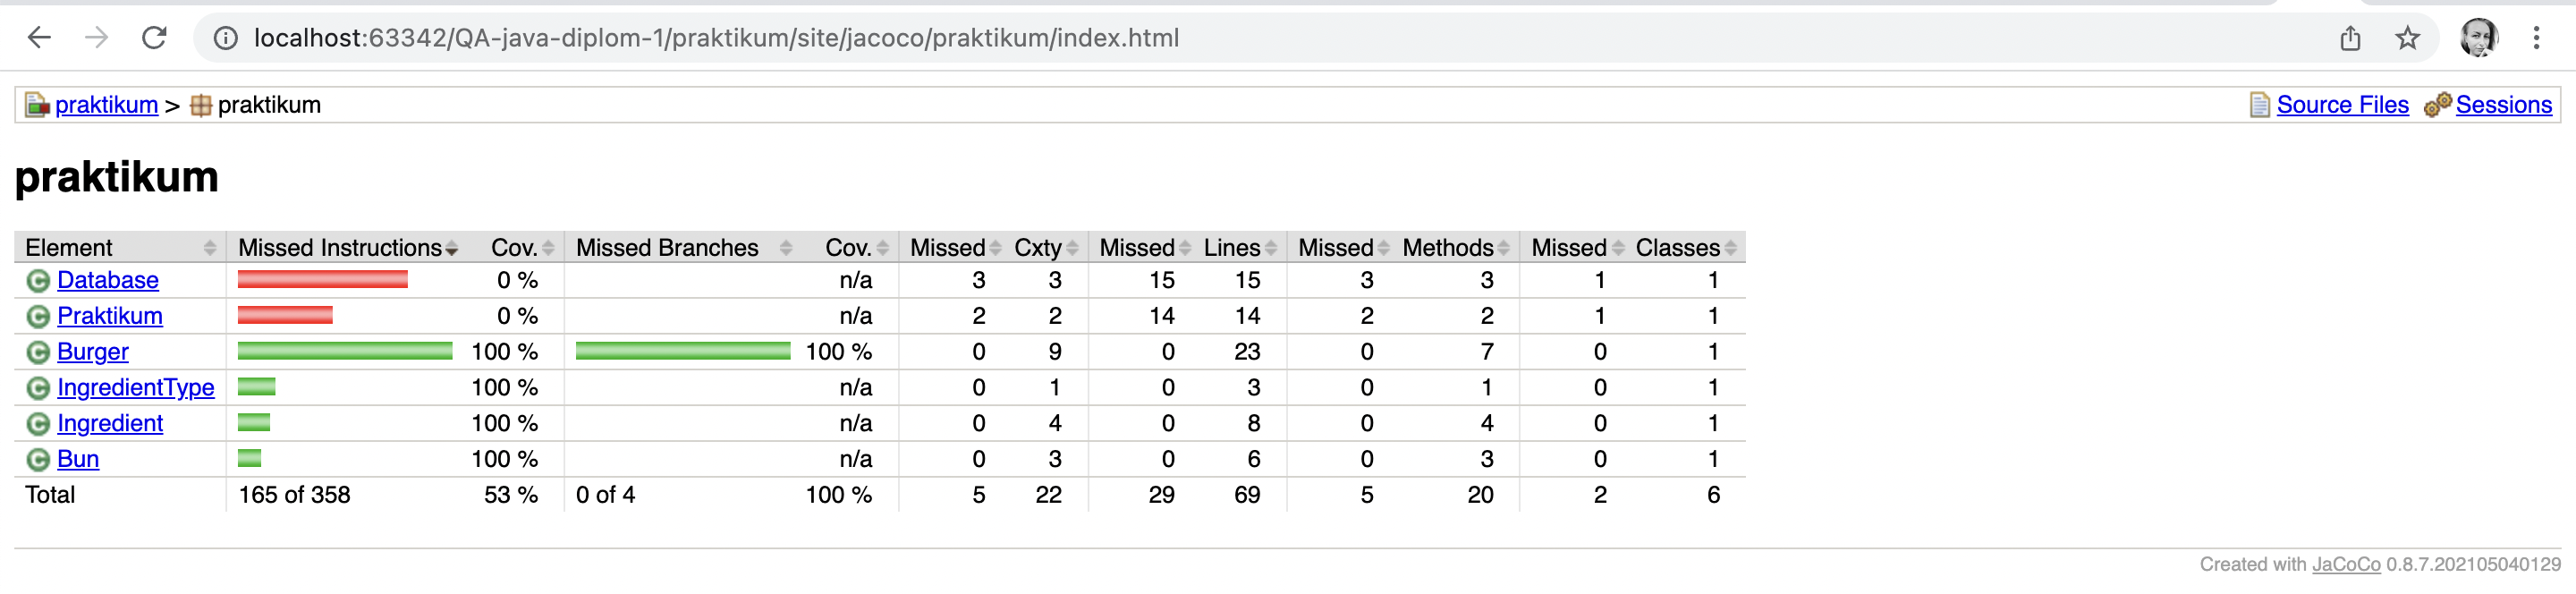 localhost:63342/QA-java-diplom-1/praktikum/site/jacoco/praktikum/index.html
praktikum > praktikum Source Files Sessions
praktikum
Element Missed Instructions Cov. Missed Branches Cov. Missed Cxty Missed Lines Missed Methods Missed Classes
Database 0 % n/a 3 3 15 15 3 3 1 1
Praktikum 0 % n/a 2 2 14 14 2 2 1 1
Burger 100 % 100 % 0 9 0 23 0 7 0 1
IngredientType 100 % n/a 0 1 0 3 0 1 0 1
Ingredient 100 % n/a 0 4 0 8 0 4 0 1
Bun 100 % n/a 0 3 0 6 0 3 0 1
Total 165 of 358 53 % 0 of 4 100 % 5 22 29 69 5 20 2 6
Created with JaCoCo 0.8.7.202105040129